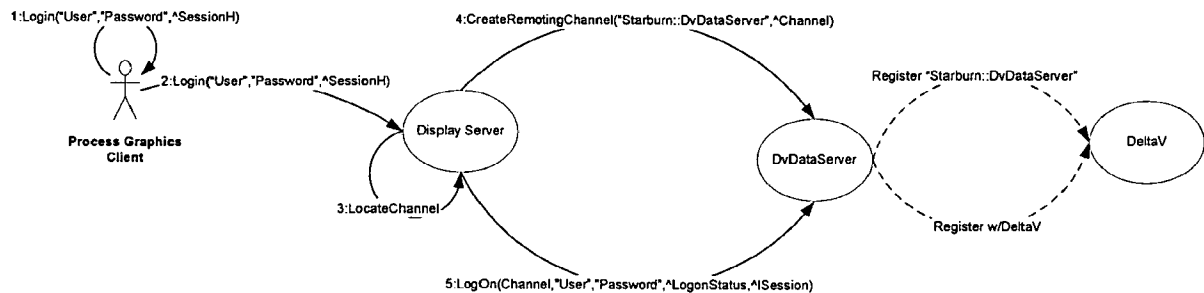 1:Login("User","Password",^SessionH)
4:CreateRemotingChannel("Starburn::DvDataServer",^Channel)
2:Login("User","Password",^SessionH)
Register "Starburn::DvDataServer"
Process Graphics
Client
Display Server
DvDataServer
DeltaV
3:LocateChannel
Register w/DeltaV
5:LogOn(Channel,"User","Password",^LogonStatus,^ISession)